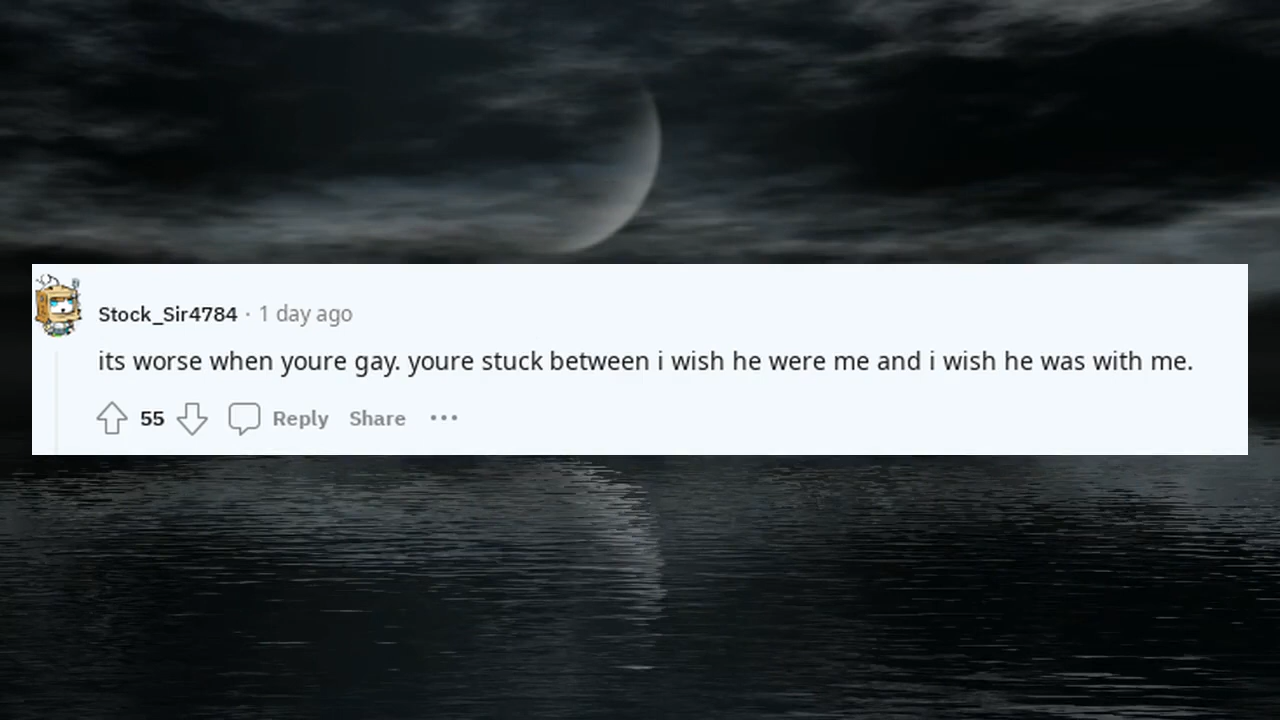 Stock_Sir4784 · 1 day ago
its worse when youre gay. youre stuck between i wish he were me and i wish he was with me.
55 Reply Share ···